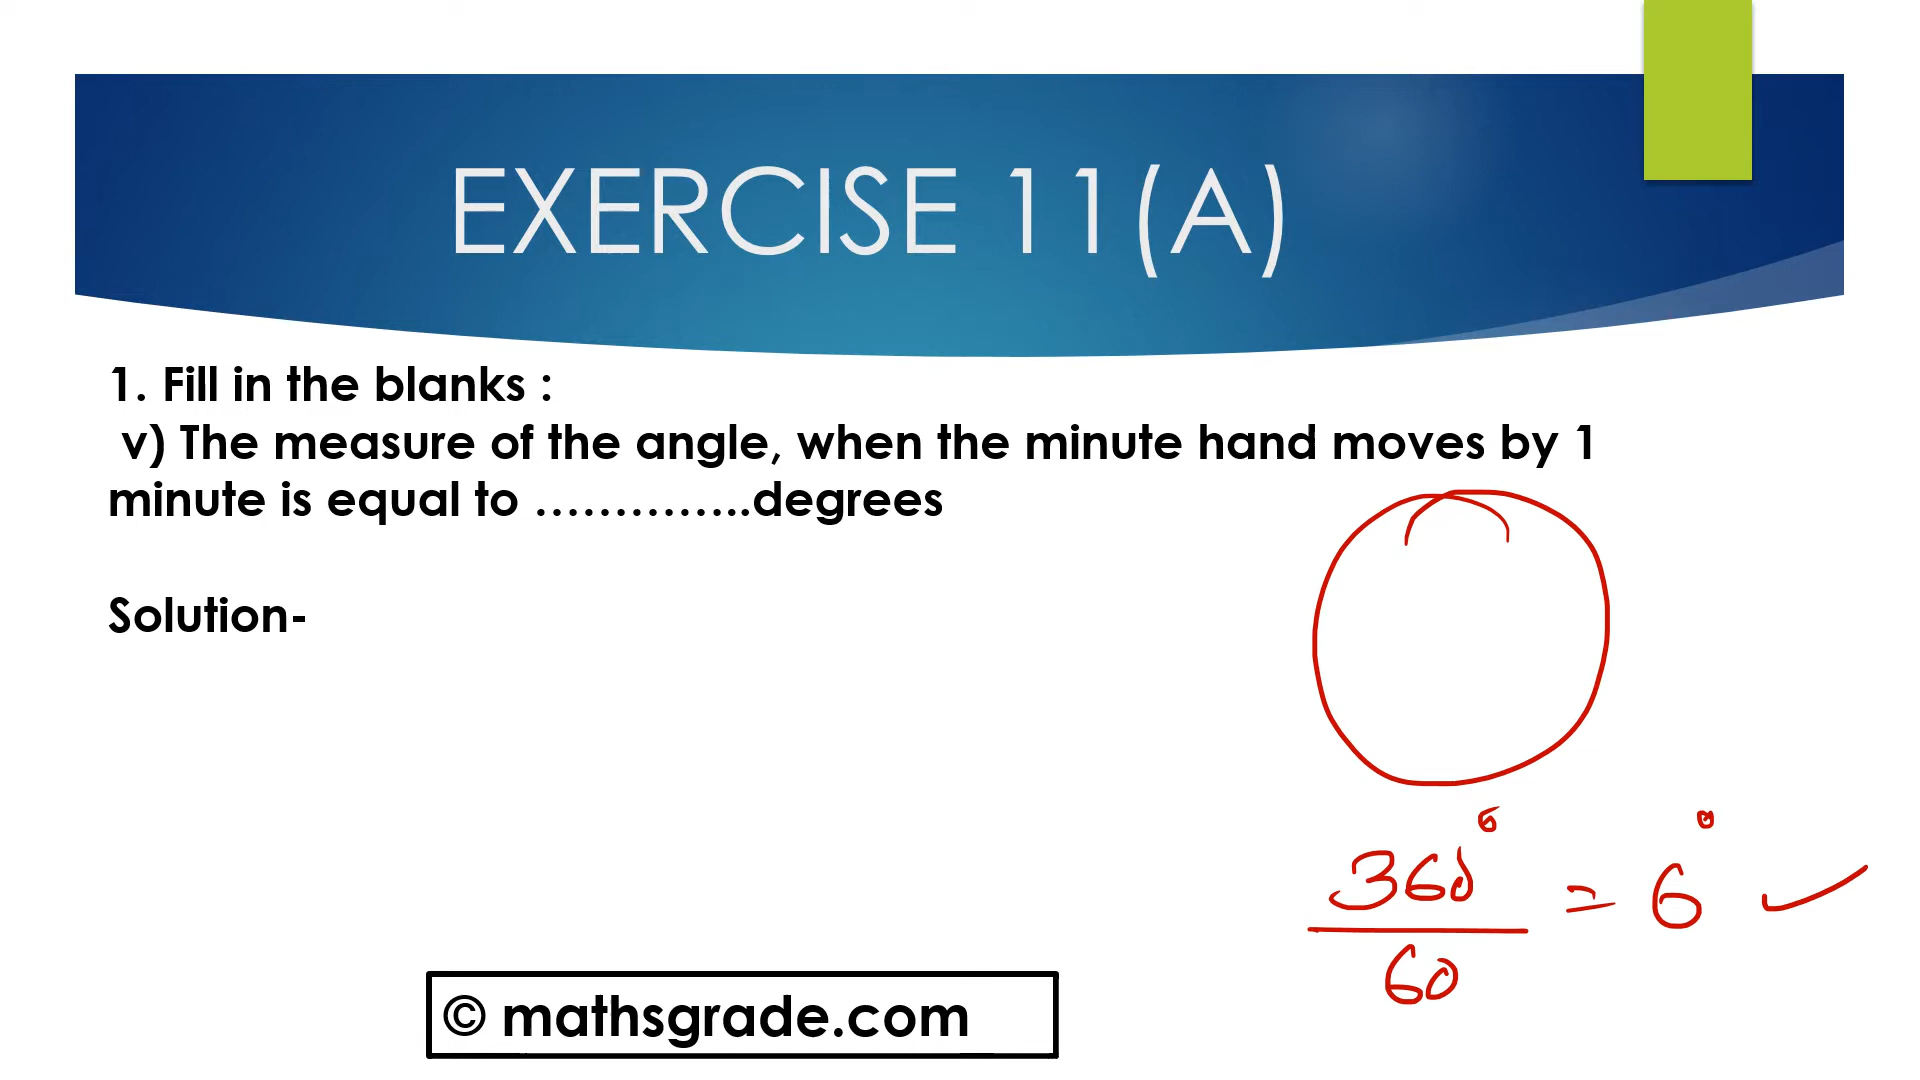 EXERCISE 11(A)
1. Fill in the blanks :
v) The measure of the angle, when the minute hand moves by 1
minute is equal to …………..degrees
Solution-
360° = 6°
60
© mathsgrade.com